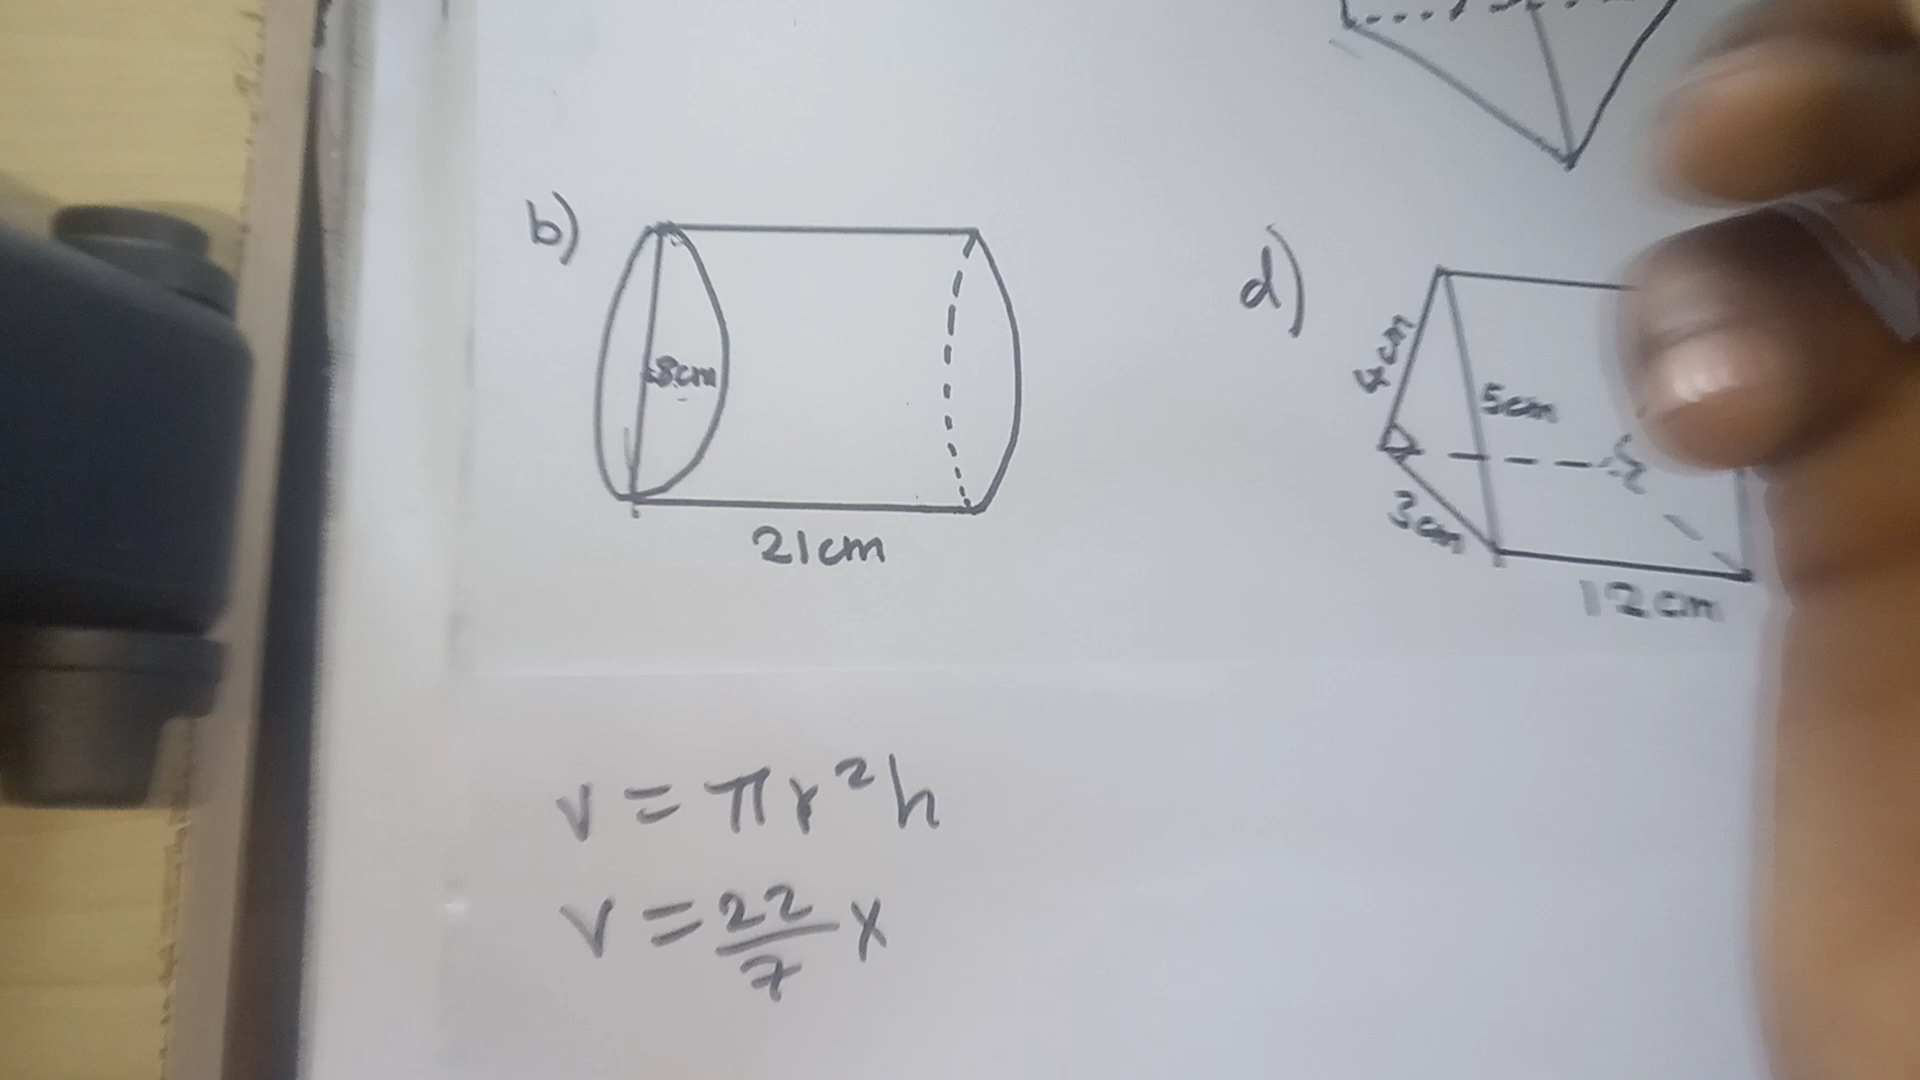 b)
8cm
21cm
d)
4cm
5cm
3cm
12cm
V = πr²h
V = 22/7 x